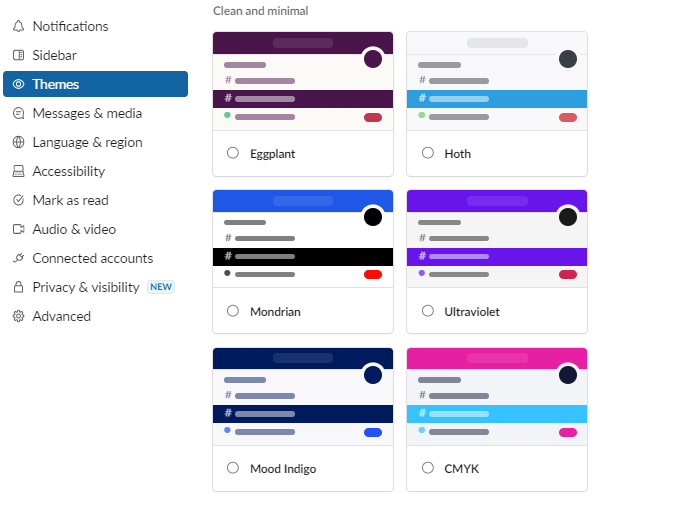 Clean and minimal
Notifications
Sidebar
Themes
Messages & media
Language & region
Accessibility
Mark as read
Audio & video
Connected accounts
Privacy & visibility NEW
Advanced
#
#
Eggplant
#
#
Hoth
#
#
Mondrian
#
#
Ultraviolet
#
#
Mood Indigo
#
#
CMYK